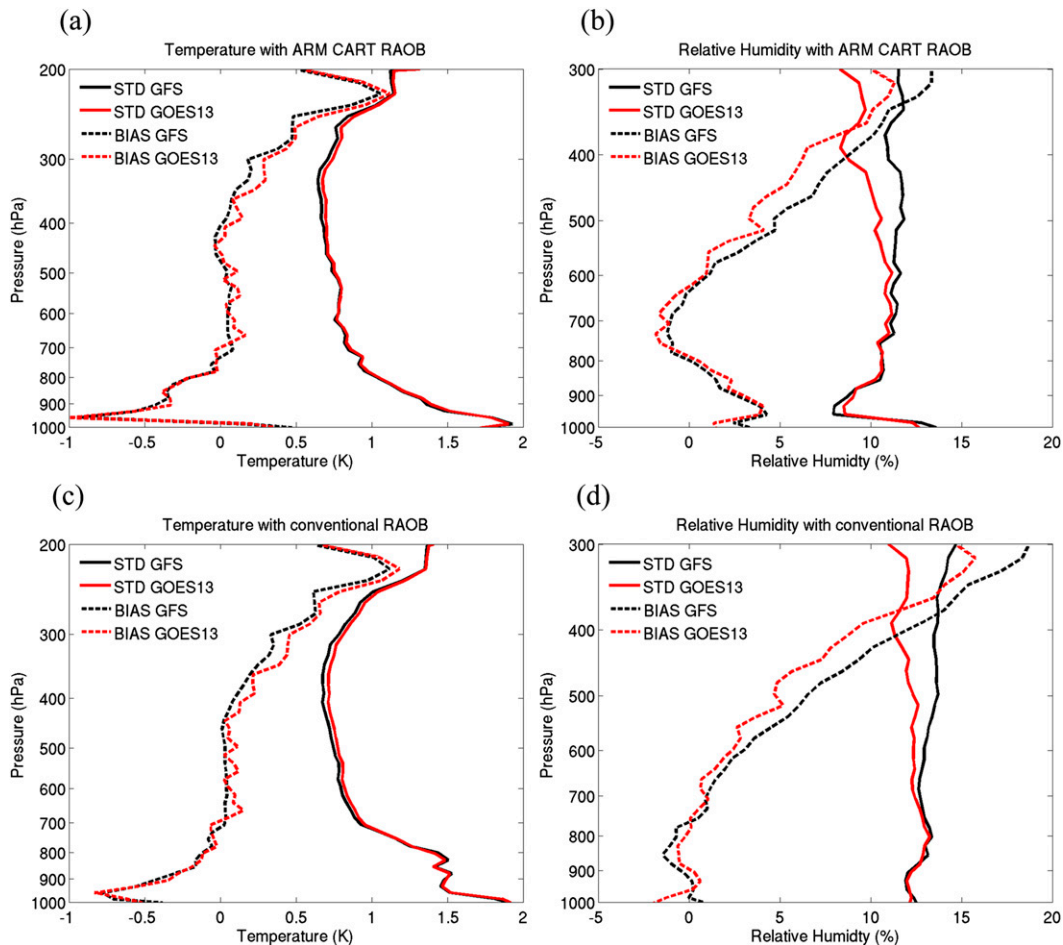 (a)
Temperature with ARM CART RAOB
STD GFS
STD GOES13
BIAS GFS
BIAS GOES13
Pressure (hPa)
200
300
400
500
600
700
800
900
1000
-1
-0.5
0
0.5
1
1.5
2
Temperature (K)
(b)
Relative Humidity with ARM CART RAOB
STD GFS
STD GOES13
BIAS GFS
BIAS GOES13
Pressure (hPa)
300
400
500
600
700
800
900
1000
-5
0
5
10
15
20
Relative Humidity (%)
(c)
Temperature with conventional RAOB
STD GFS
STD GOES13
BIAS GFS
BIAS GOES13
Pressure (hPa)
200
300
400
500
600
700
800
900
1000
-1
-0.5
0
0.5
1
1.5
2
Temperature (K)
(d)
Relative Humidity with conventional RAOB
STD GFS
STD GOES13
BIAS GFS
BIAS GOES13
Pressure (hPa)
300
400
500
600
700
800
900
1000
-5
0
5
10
15
20
Relative Humidity (%)